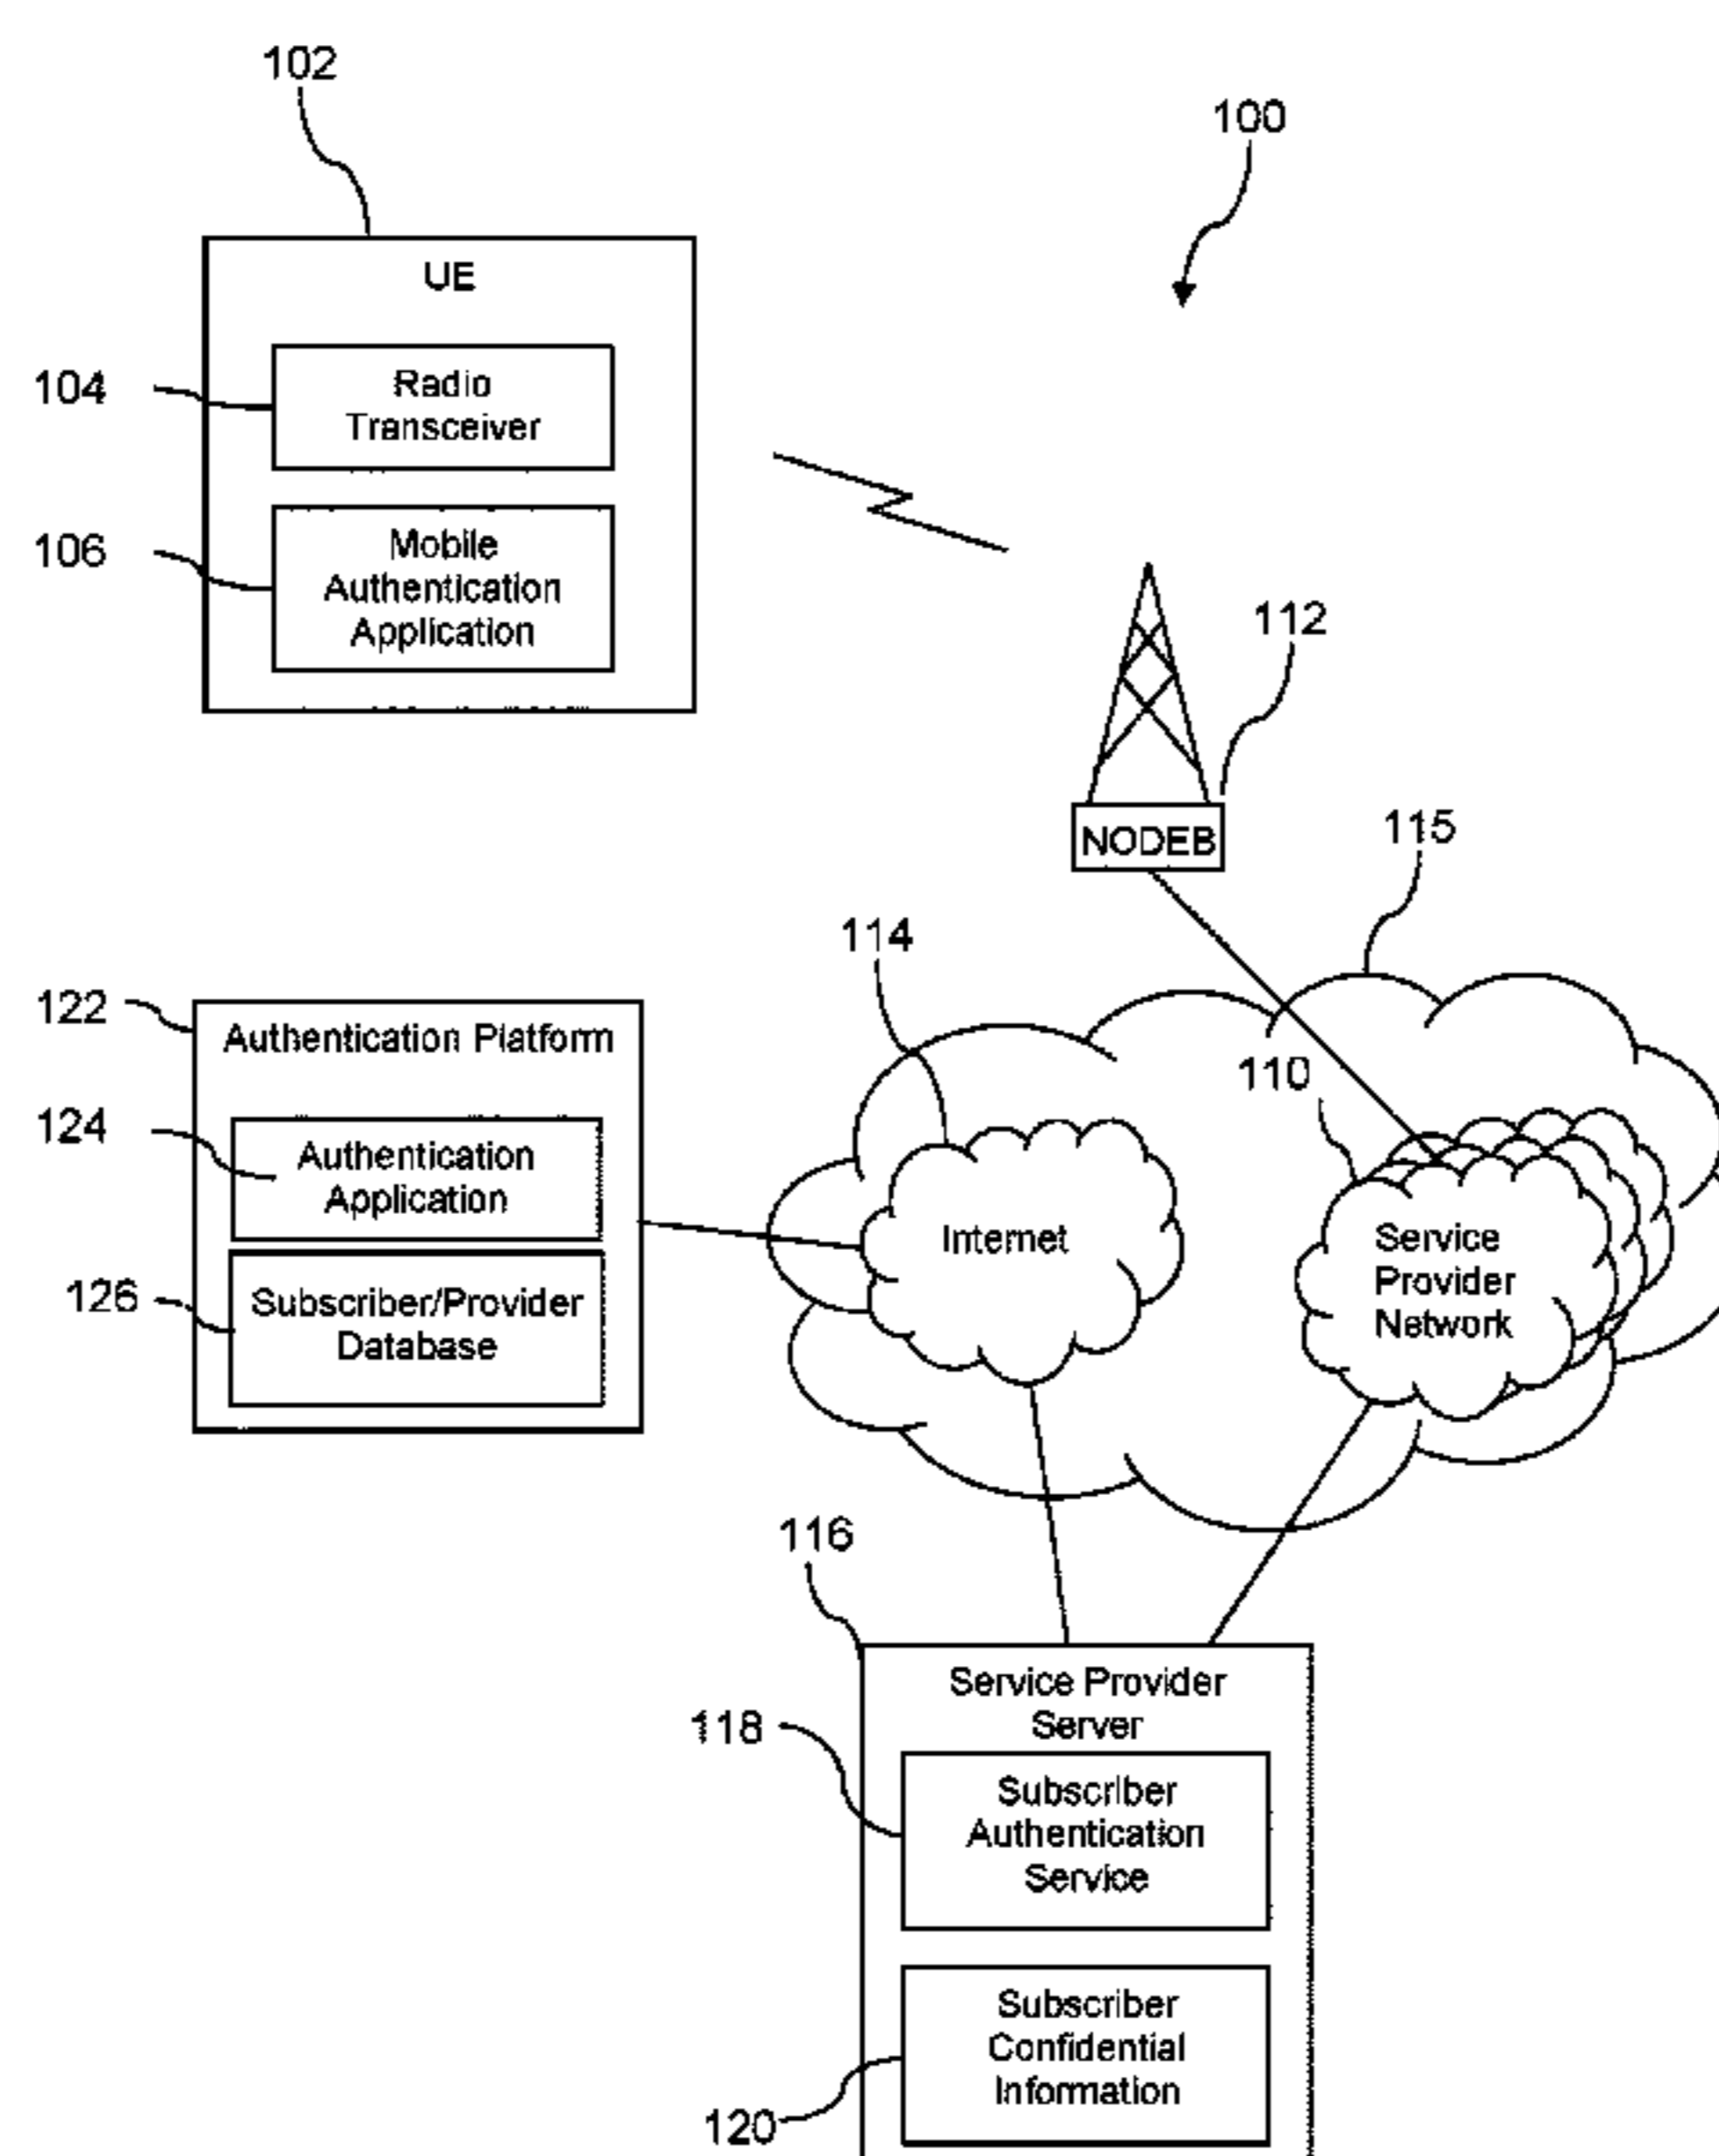 102
100
UE
104
Radio
Transceiver
106
Mobile
Authentication
Application
112
NODEB
115
114
122
Authentication Platform
110
124
Authentication
Application
Internet
Service
Provider
Network
126
Subscriber/Provider
Database
116
Service Provider
Server
118
Subscriber
Authentication
Service
Subscriber
Confidential
Information
120